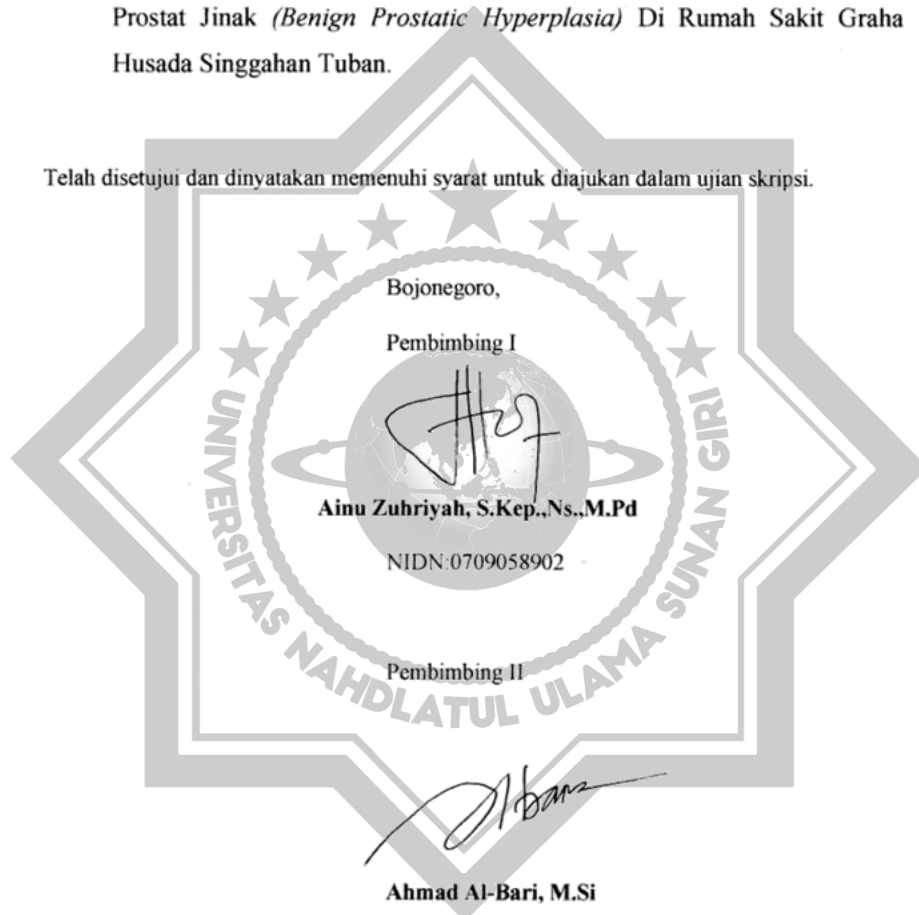 Prostat Jinak (Benign Prostatic Hyperplasia) Di Rumah Sakit Graha
Husada Singgahan Tuban.
Telah disetujui dan dinyatakan memenuhi syarat untuk diajukan dalam ujian skripsi.
Bojonegoro,
Pembimbing I
Ainu Zuhriyah, S.Kep.,Ns.,M.Pd
NIDN:0709058902
Pembimbing II
Ahmad Al-Bari, M.Si
UNIVERSITAS NAHDLATUL ULAMA SUNAN GIRI